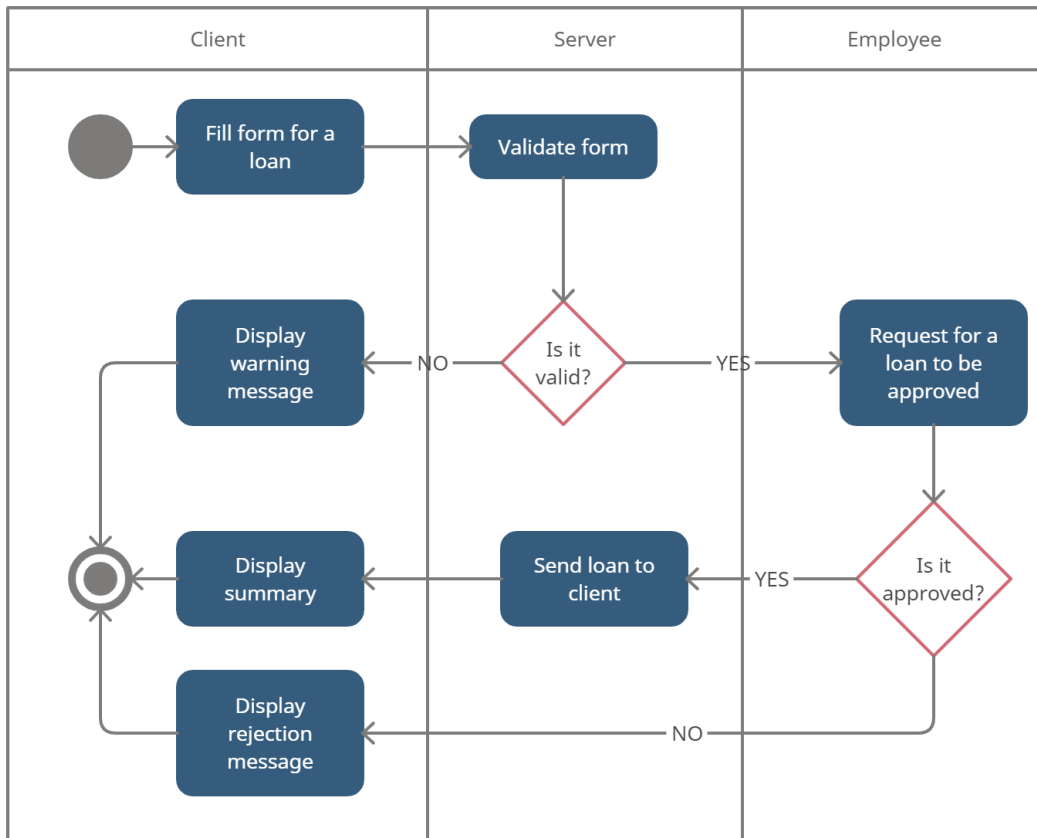 Client
Server
Employee
Fill form for a
loan
Validate form
Display
warning
message
NO
Is it
valid?
YES
Request for a
loan to be
approved
Display
summary
Send loan to
client
YES
Is it
approved?
Display
rejection
message
NO